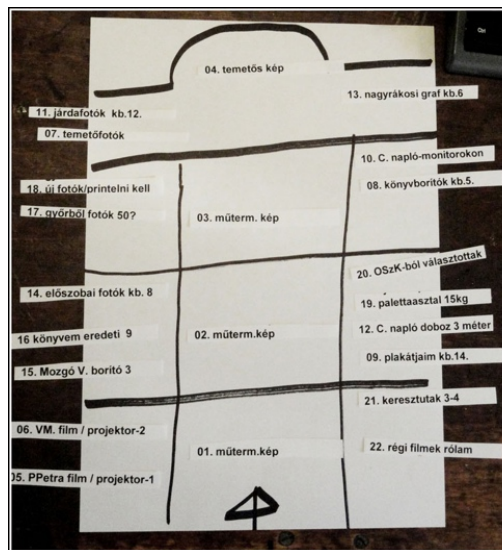 04. temetős kép
13. nagyrákosi graf kb.6
11. járdafotók kb.12.
07. temetőfotók
10. C. napló-monitorokon
18. új fotók/printelni kell
08. könyvborítók kb.5.
17. győrből fotók 50?
03. műterm. kép
20. OSzK-ból választottak
14. előszobai fotók kb. 8
19. palettaasztal 15kg
16 könyvem eredeti 9
02. műterm.kép
12. C. napló doboz 3 méter
09. plakátjaim kb.14.
15. Mozgó V. borító 3
21. keresztutak 3-4
06. VM. film / projektor-2
01. műterm.kép
22. régi filmek rólam
05. PPetra film / projektor-1
Ctrl